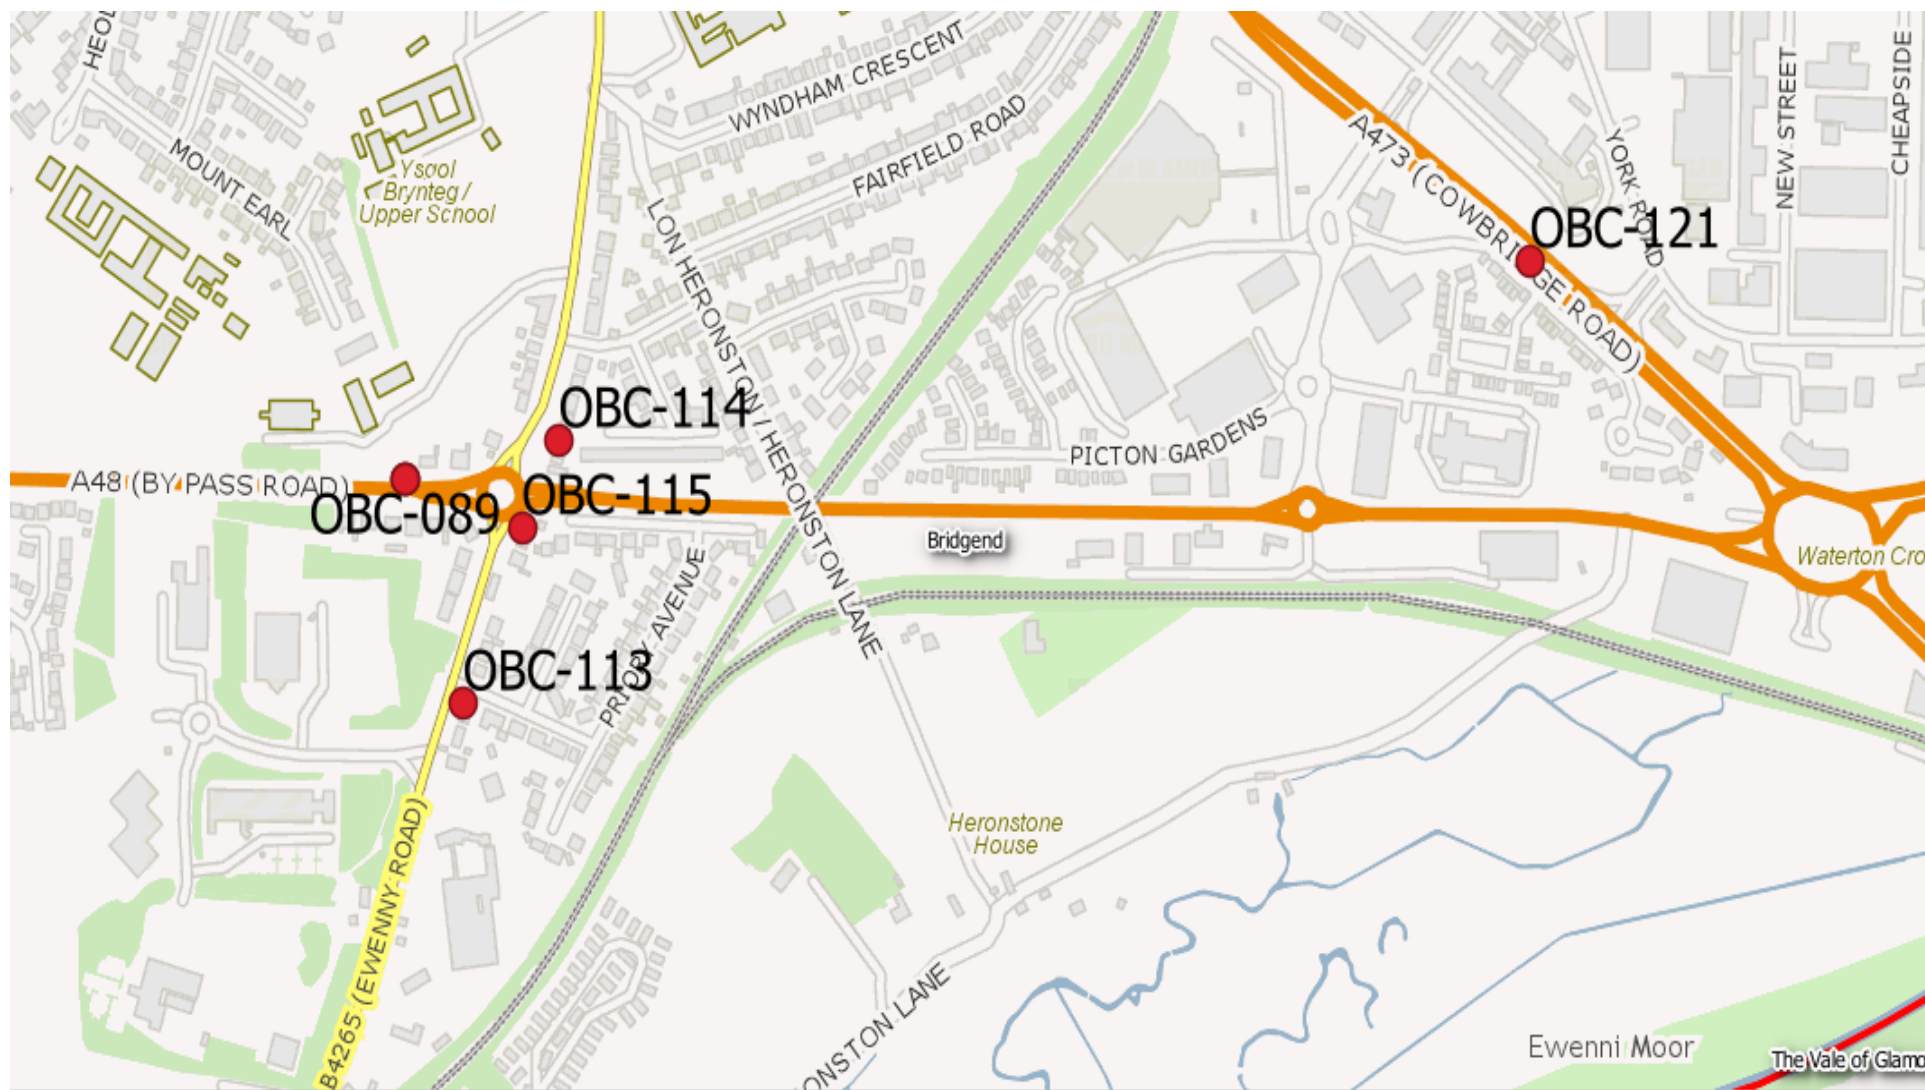 HEOL
WYNDHAM CRESCENT
FAIRFIELD ROAD
MOUNT EARL
Ysgol
Brynteg /
Upper School
LON HERONSTON / HERONSTON LANE
A473 (COWBRIDGE ROAD)
YORK ROAD
NEW STREET
CHEAPSIDE
OBC-121
OBC-114
PICTON GARDENS
A48 (BY PASS ROAD)
OBC-089
OBC-115
Bridgend
Waterton Cro
PRIORY AVENUE
OBC-113
Heronstone
House
B4265 (EWENNY ROAD)
ONSTON LANE
Ewenni Moor
The Vale of Glamo